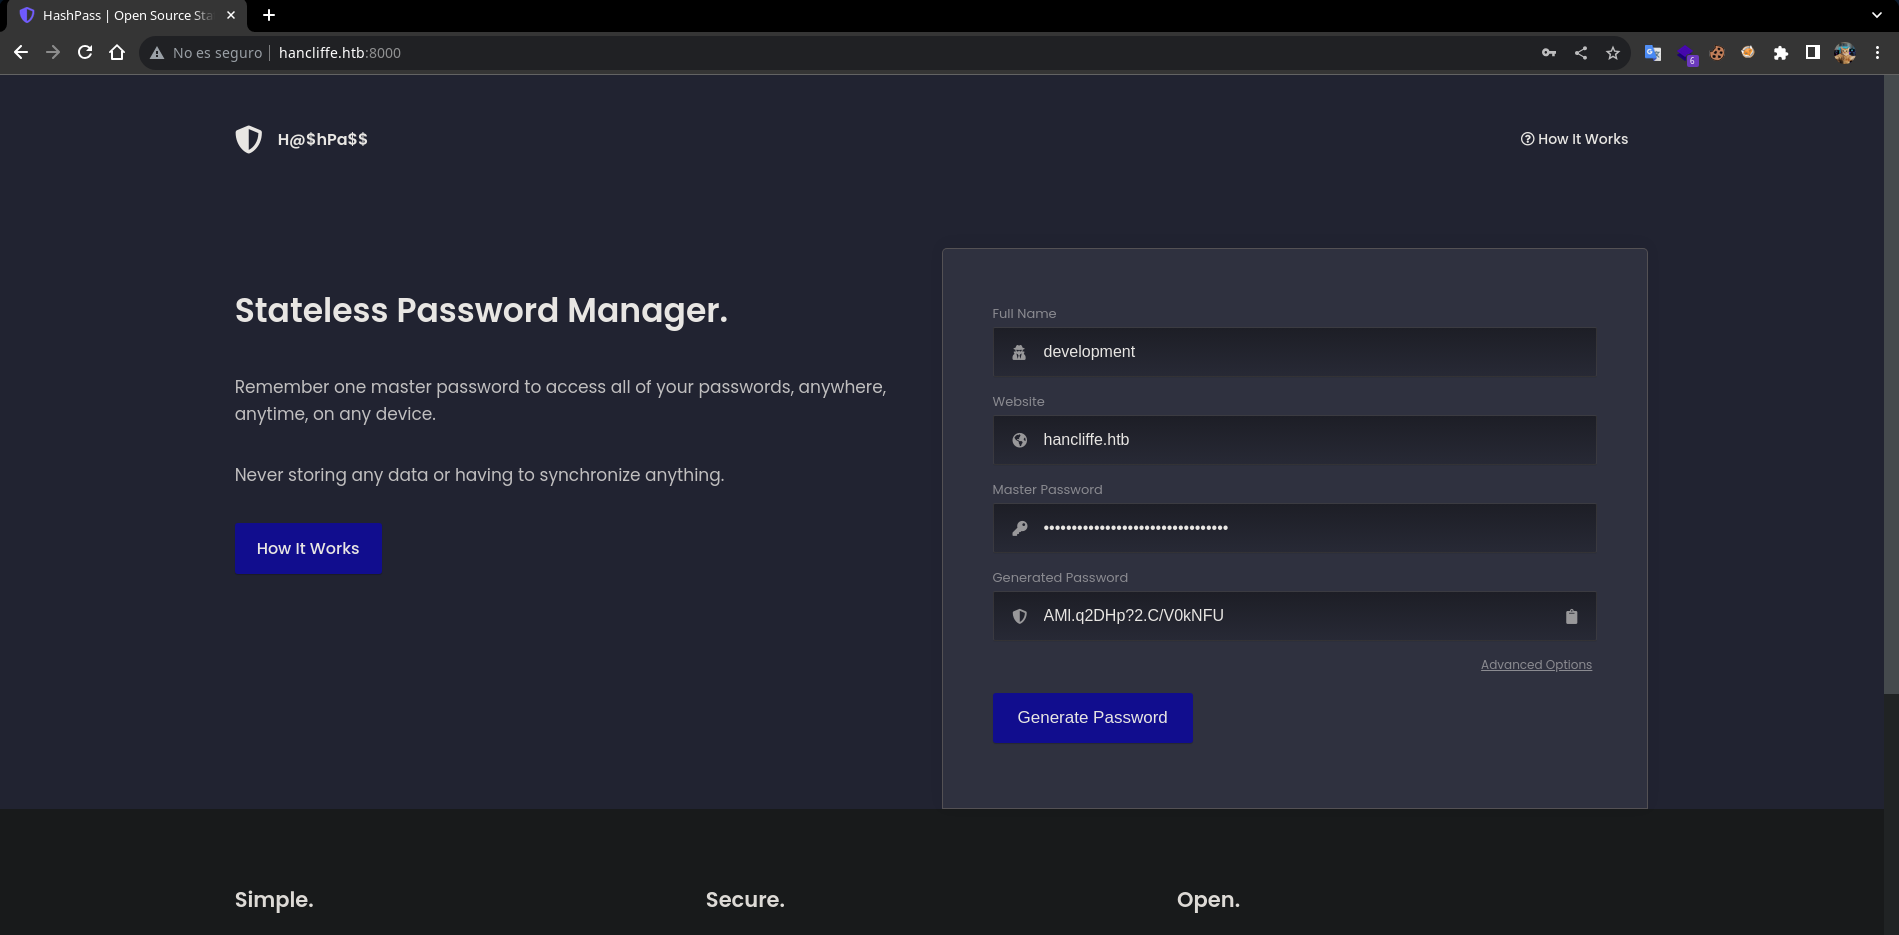 HashPass | Open Source Sta
No es seguro | hancliffe.htb:8000
6
H@$hPa$$
How It Works
Stateless Password Manager.
Remember one master password to access all of your passwords, anywhere,
anytime, on any device.
Never storing any data or having to synchronize anything.
How It Works
Full Name
development
Website
hancliffe.htb
Master Password
•••••••••••••••••••••••••••••••••
Generated Password
AMl.q2DHp?2.C/V0kNFU
Advanced Options
Generate Password
Simple.
Secure.
Open.